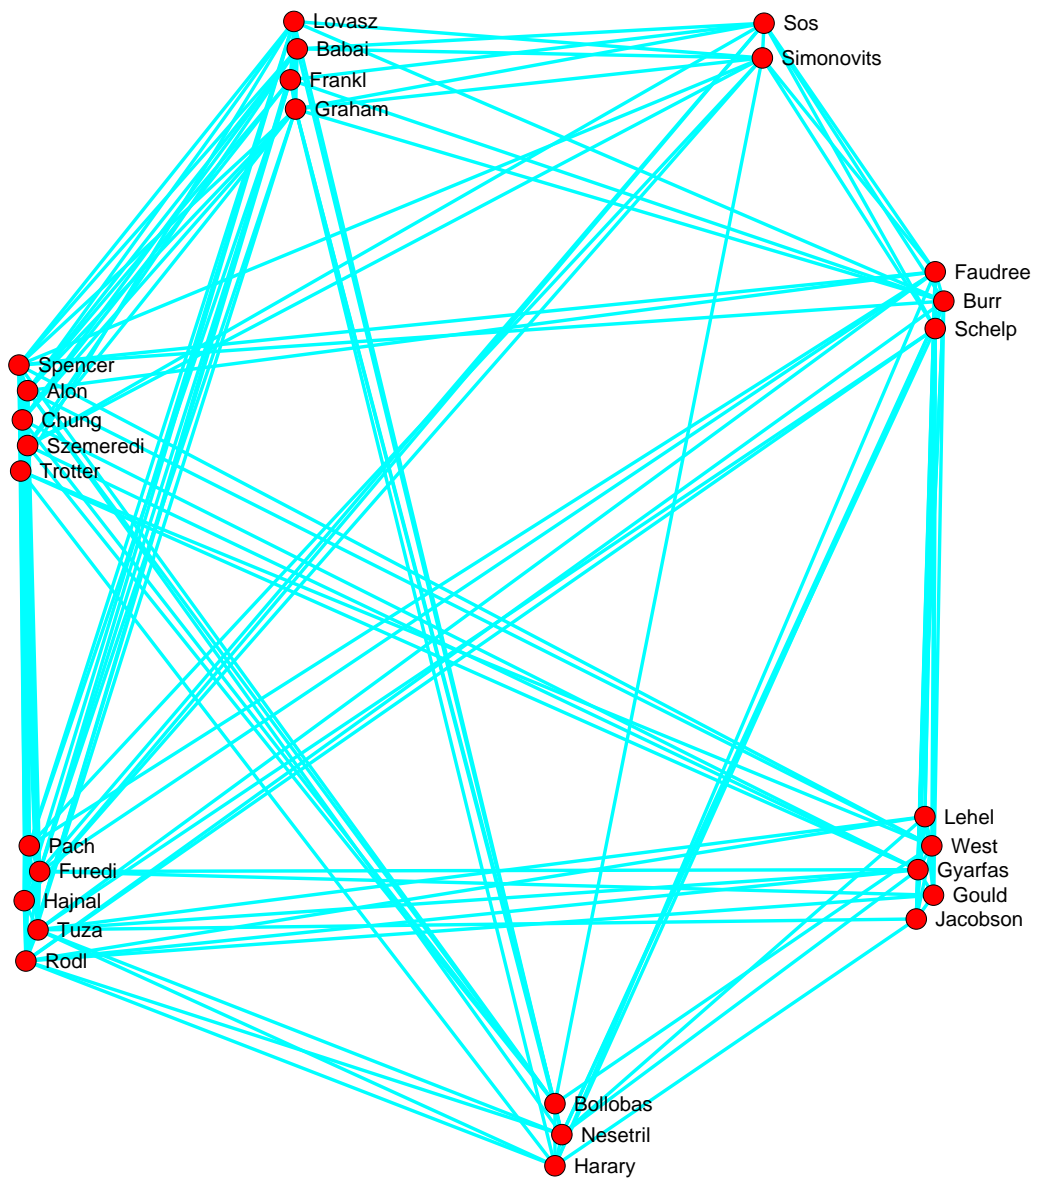 Lovasz
Babai
Frankl
Graham
Sos
Simonovits
Faudree
Burr
Schelp
Spencer
Alon
Chung
Szemeredi
Trotter
Pach
Furedi
Hajnal
Tuza
Rodl
Lehel
West
Gyarfas
Gould
Jacobson
Bollobas
Nesetril
Harary